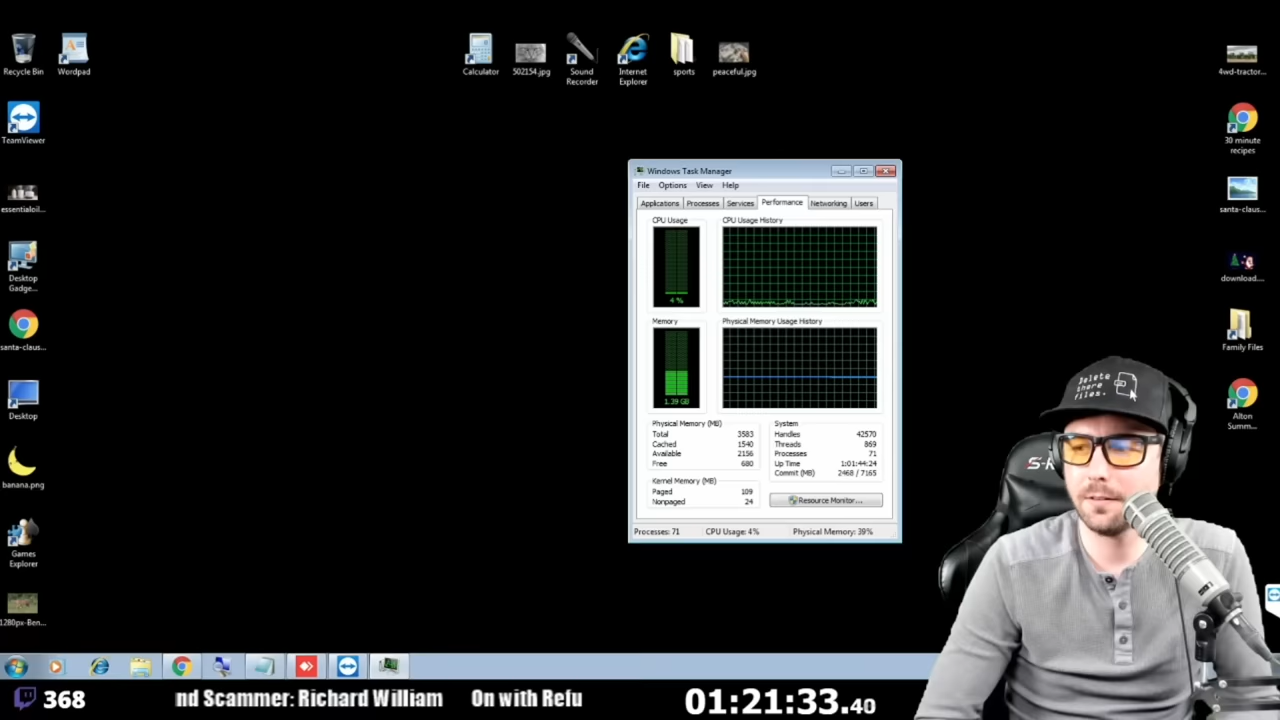 Recycle Bin
Wordpad
Calculator
502154.jpg
Sound
Recorder
Internet
Explorer
sports
peaceful.jpg
4wd-tractor...
TeamViewer
30 minute
recipes
essentialoil...
santa-claus...
Desktop
Gadge...
download....
santa-claus...
Family Files
Desktop
Alton
Summ...
banana.png
Games
Explorer
1280px-Ben...
Windows Task Manager
File Options View Help
Applications Processes Services Performance Networking Users
CPU Usage
CPU Usage History
4 %
Memory
Physical Memory Usage History
1.39 GB
Physical Memory (MB)
Total 3583
Cached 1540
Available 2156
Free 680
Kernel Memory (MB)
Paged 109
Nonpaged 24
System
Handles 42570
Threads 869
Processes 71
Up Time 1:01:44:24
Commit (MB) 2468 / 7165
Resource Monitor...
Processes: 71 CPU Usage: 4% Physical Memory: 39%
Delete
there
files.
368
nd Scammer: Richard William On with Refu
01:21:33.40